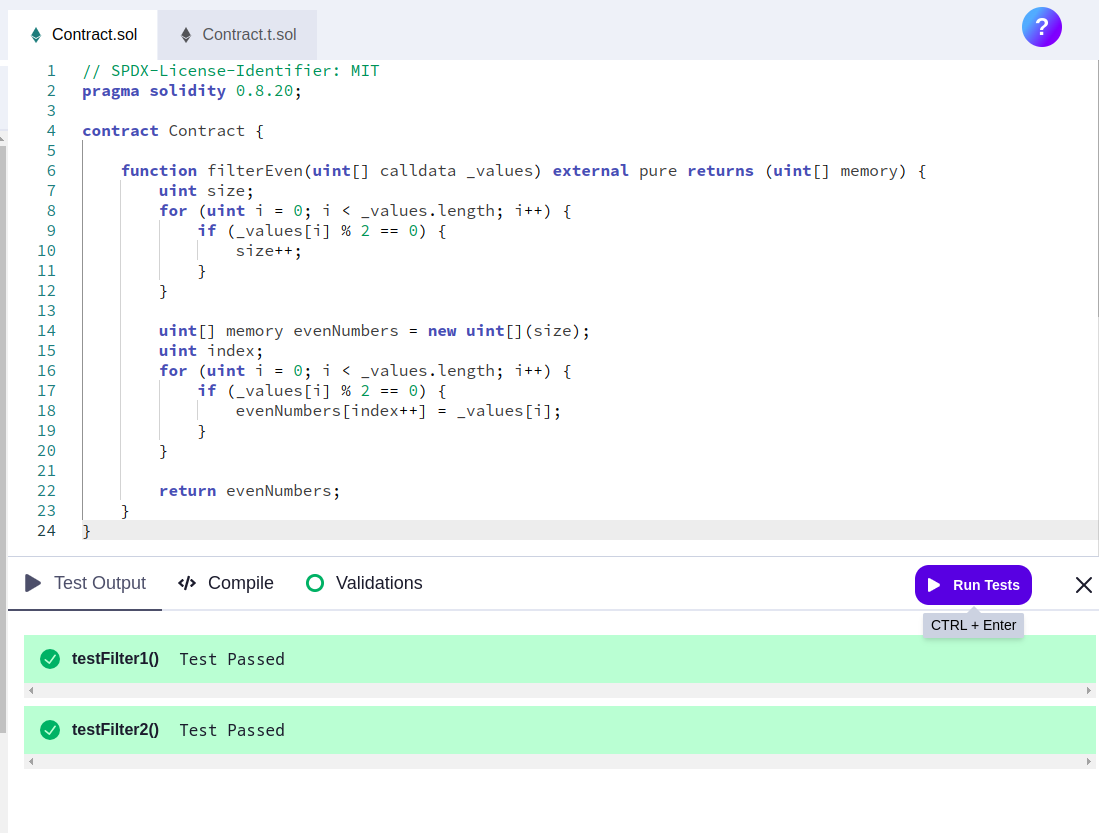 Contract.sol Contract.t.sol ?
1 // SPDX-License-Identifier: MIT
2 pragma solidity 0.8.20;
3
4 contract Contract {
5
6     function filterEven(uint[] calldata _values) external pure returns (uint[] memory) {
7         uint size;
8         for (uint i = 0; i < _values.length; i++) {
9             if (_values[i] % 2 == 0) {
10                 size++;
11             }
12         }
13
14         uint[] memory evenNumbers = new uint[](size);
15         uint index;
16         for (uint i = 0; i < _values.length; i++) {
17             if (_values[i] % 2 == 0) {
18                 evenNumbers[index++] = _values[i];
19             }
20         }
21
22         return evenNumbers;
23     }
24 }
Test Output </> Compile Validations Run Tests
CTRL + Enter
testFilter1() Test Passed
testFilter2() Test Passed